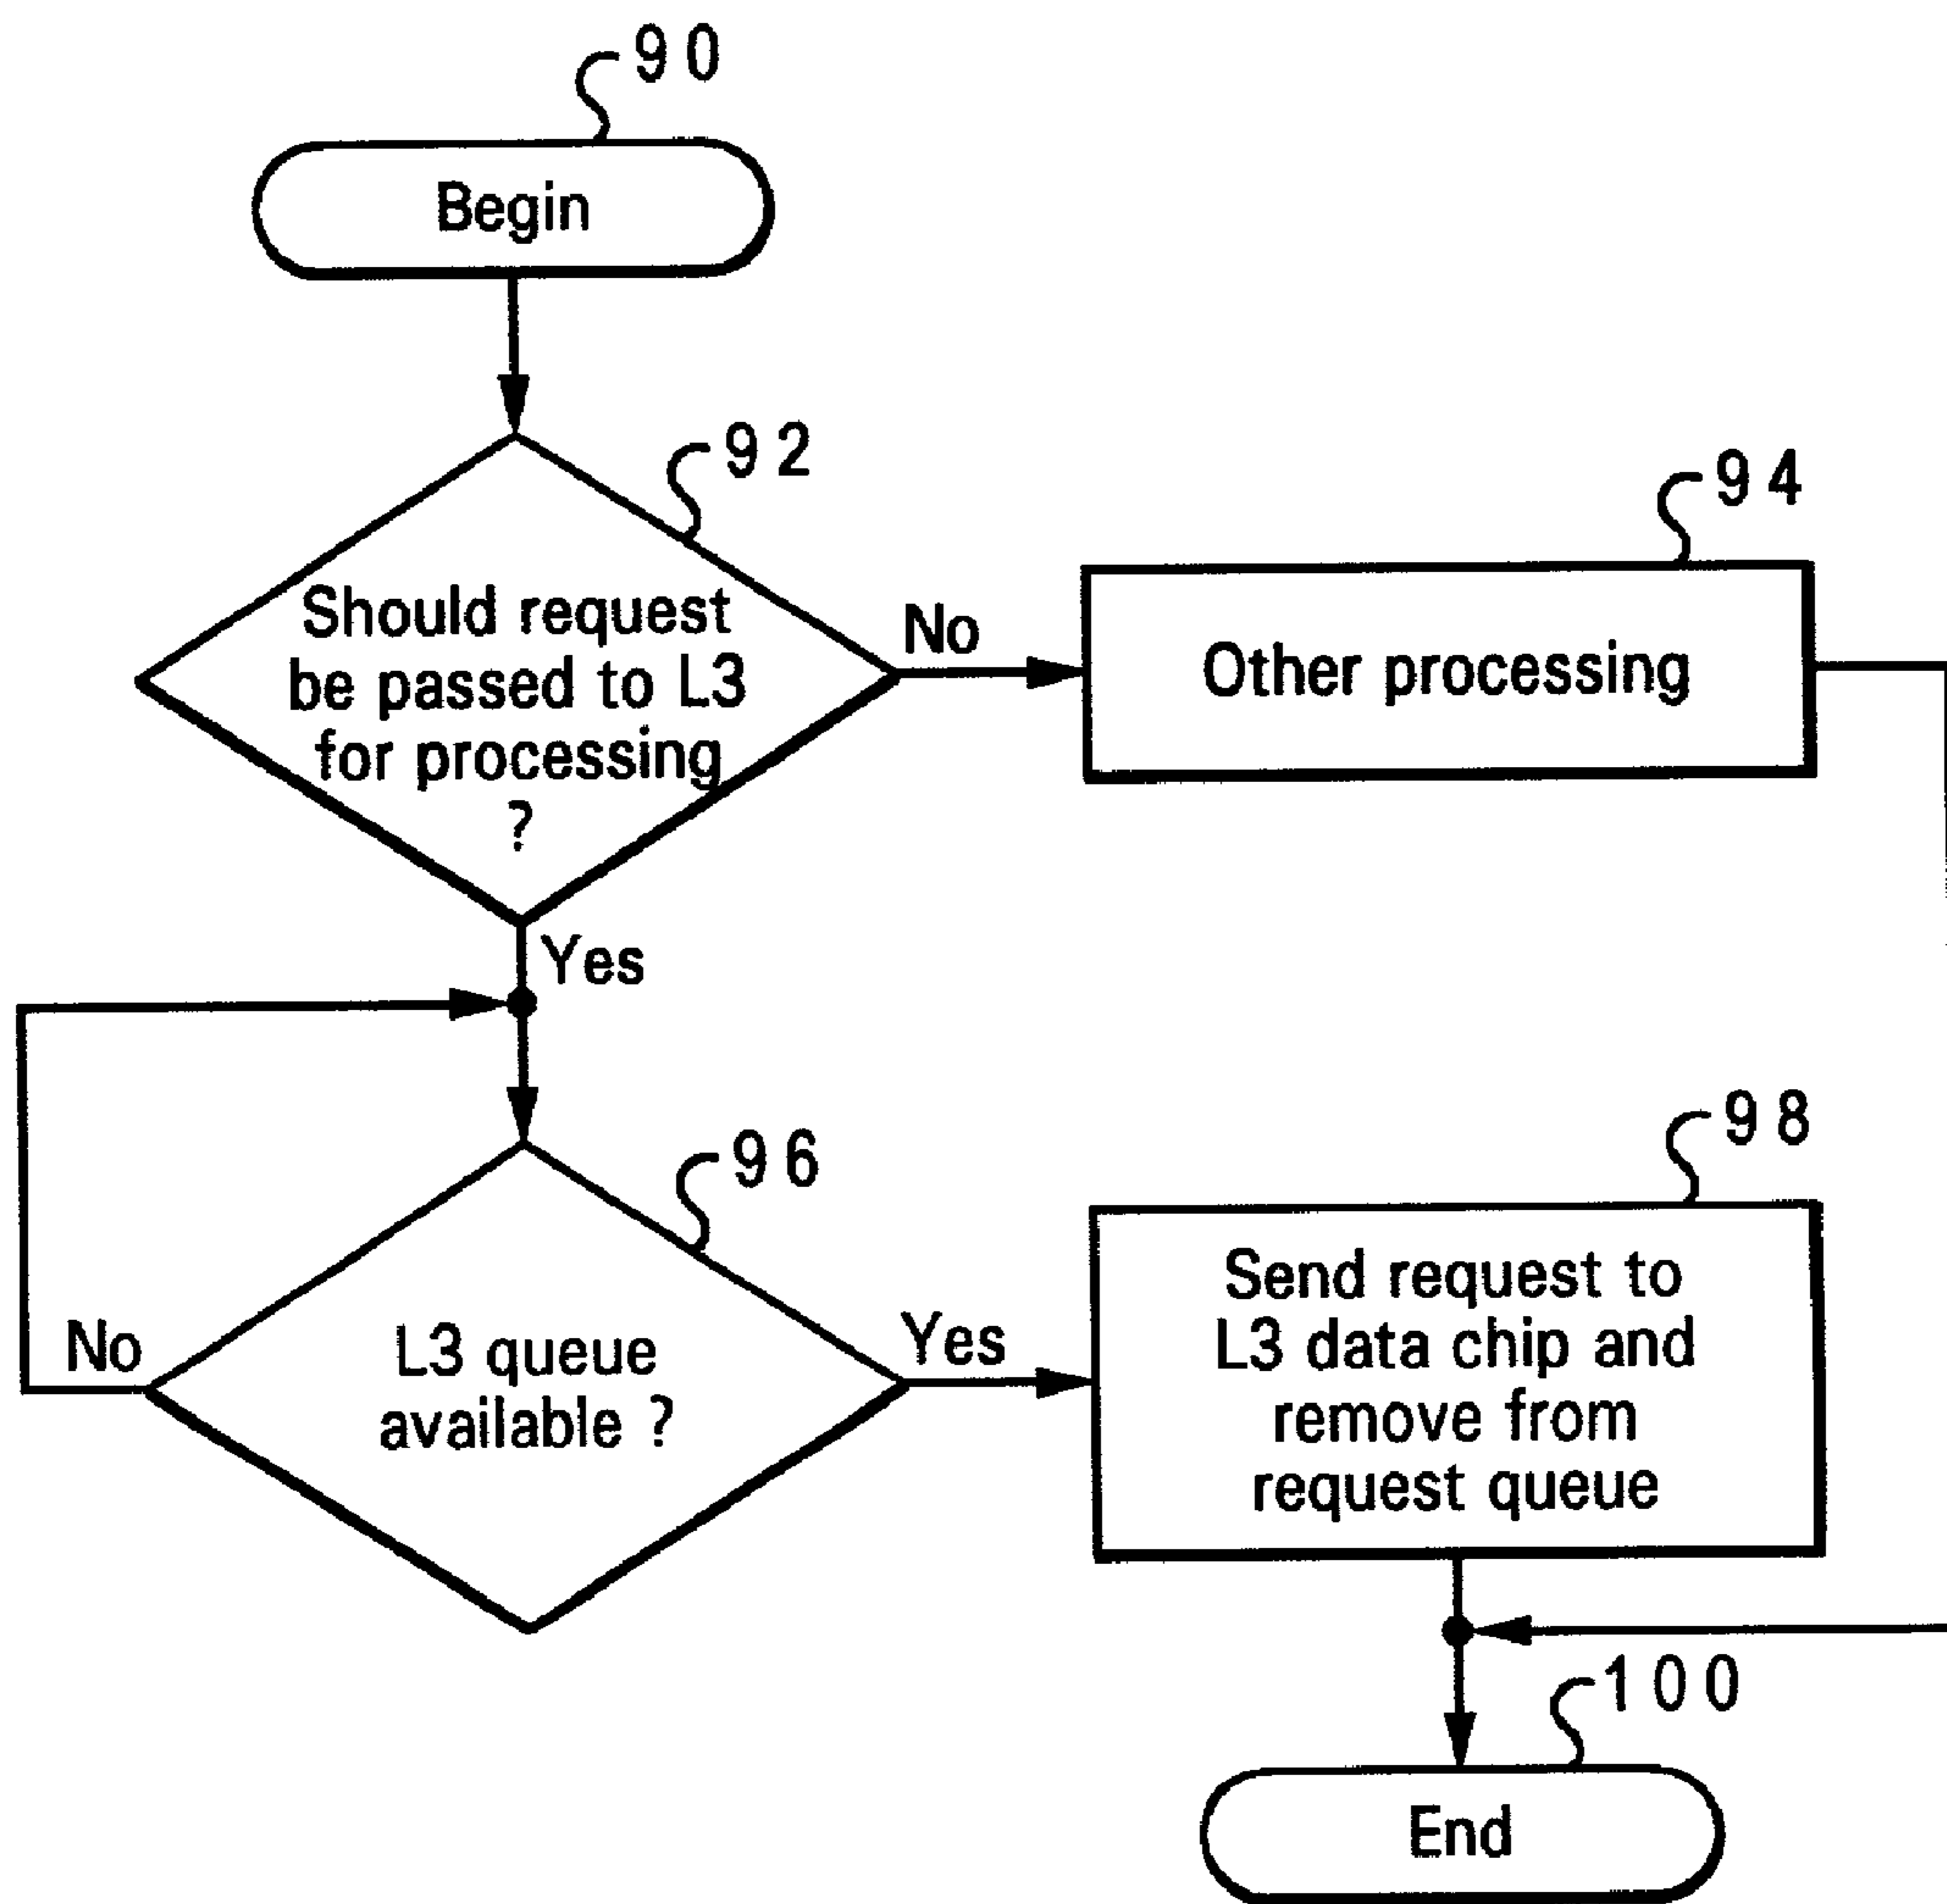 90
Begin
92
Should request
be passed to L3
for processing
?
No
94
Other processing
Yes
96
L3 queue
available ?
No
Yes
98
Send request to
L3 data chip and
remove from
request queue
100
End